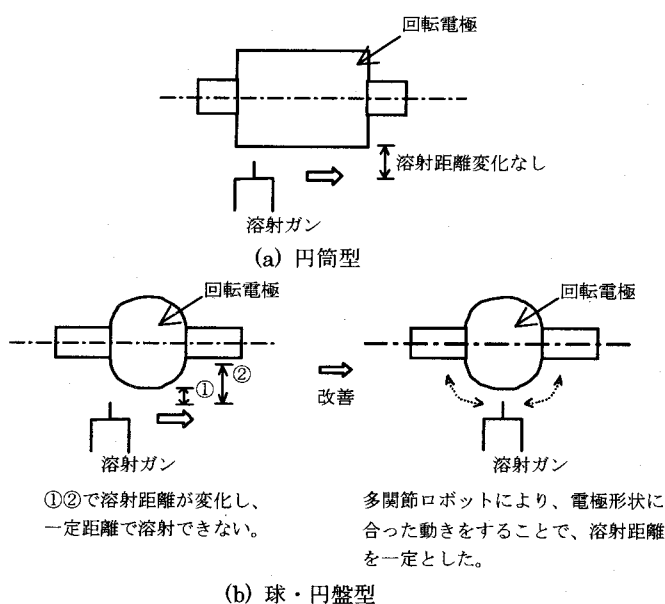 回転電極
溶射距離変化なし
溶射ガン
(a) 円筒型
回転電極
①
②
溶射ガン
①②で溶射距離が変化し、
一定距離で溶射できない。
改善
回転電極
溶射ガン
多関節ロボットにより、電極形状に
合った動きをすることで、溶射距離
を一定とした。
(b) 球・円盤型